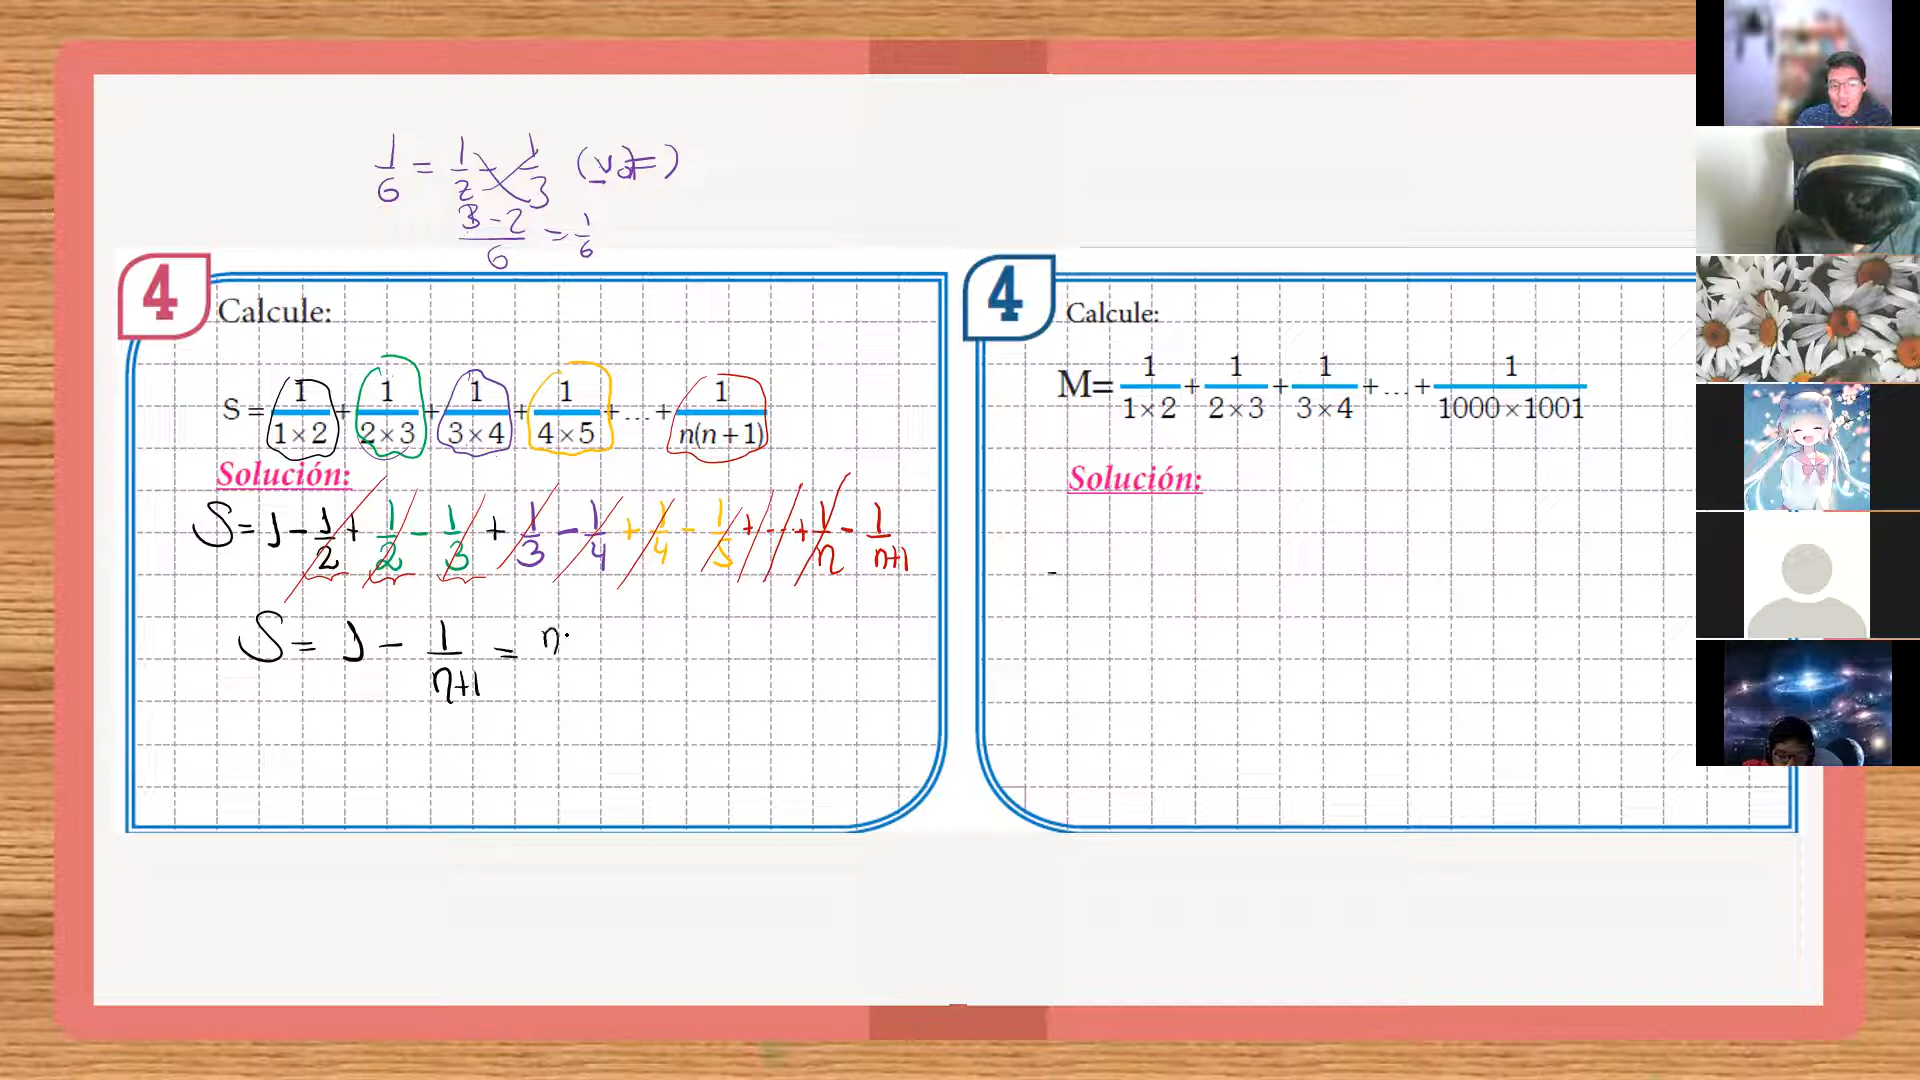 1/6 = 1/2 - 1/3
3-2/6 = 1/6
4
Calcule:
S = 1/1×2 + 1/2×3 + 1/3×4 + 1/4×5 + ... + 1/n(n+1)
Solución:
S = 1 - 1/2 + 1/2 - 1/3 + 1/3 - 1/4 + 1/4 - 1/5 + ... + 1/n - 1/n+1
S = 1 - 1/n+1 = n
4
Calcule:
M= 1/1×2 + 1/2×3 + 1/3×4 + ... + 1/1000×1001
Solución:
-